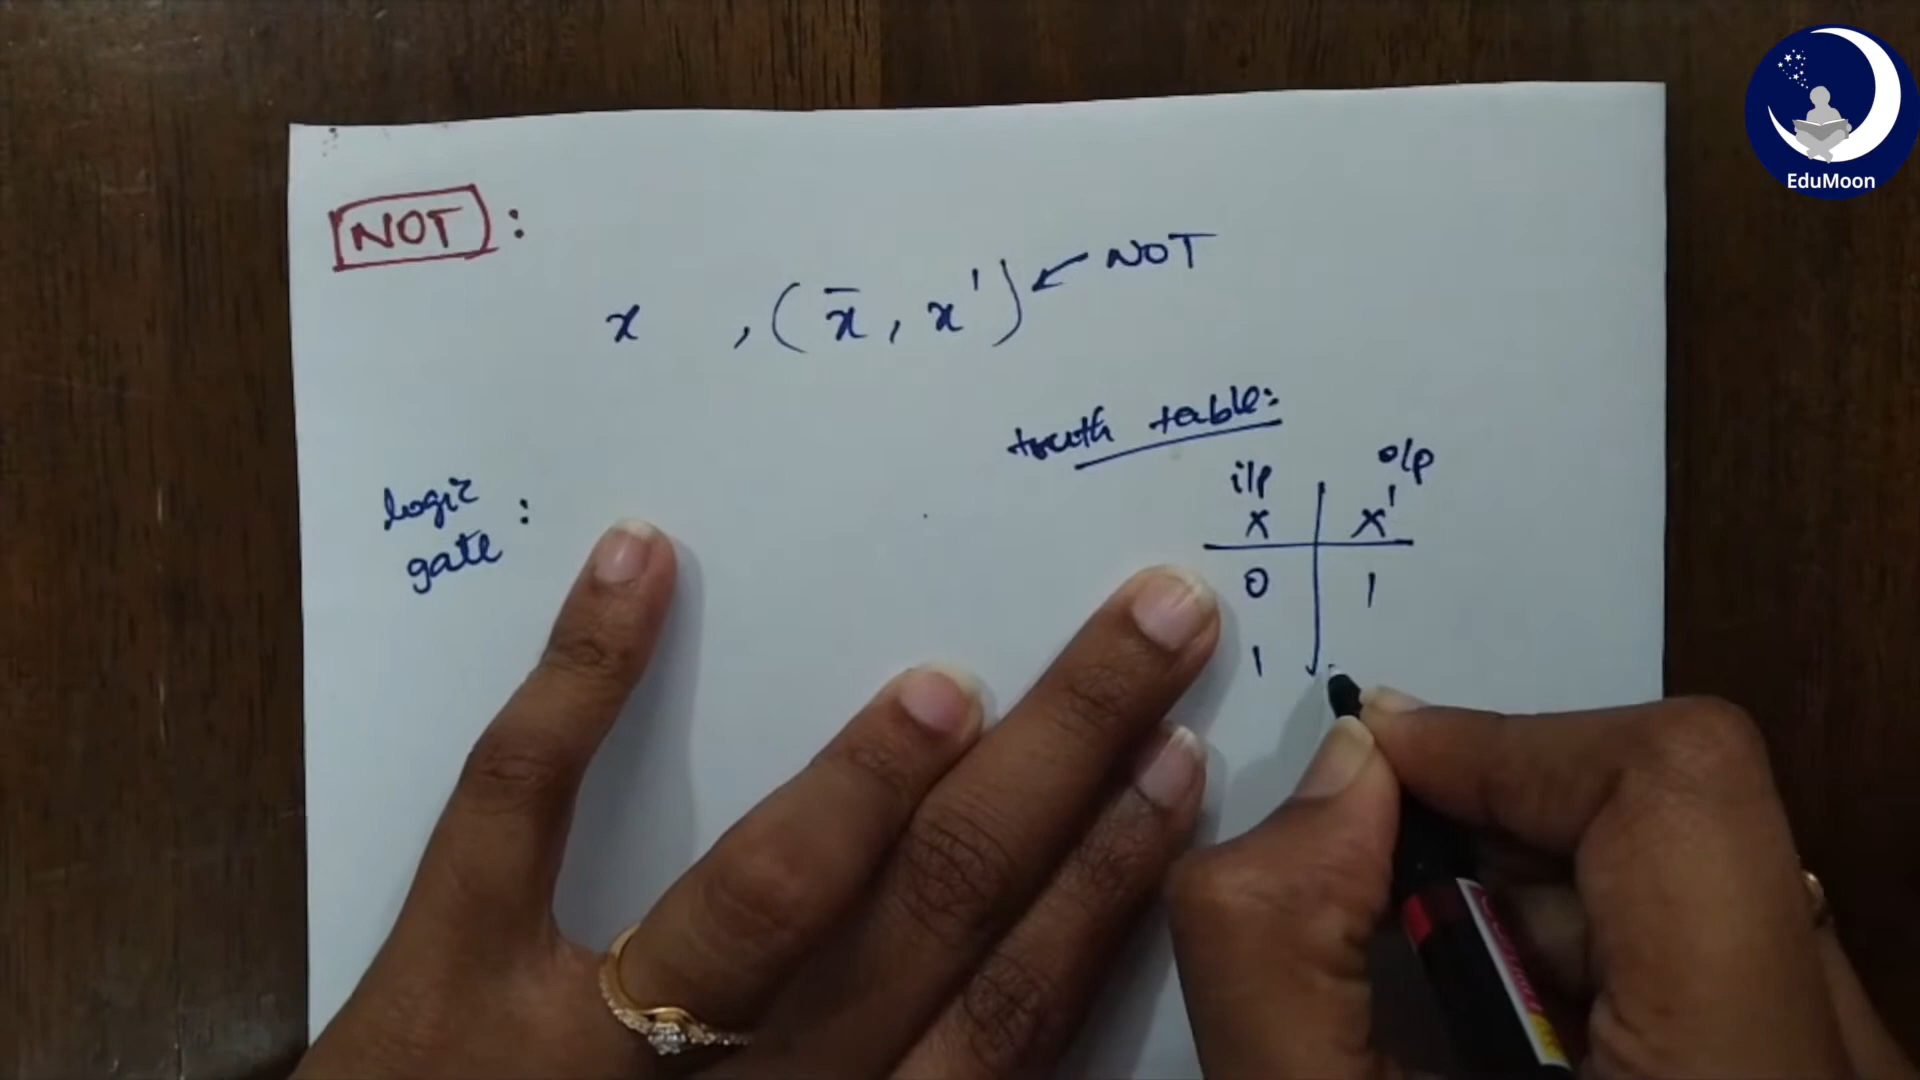 NOT :
x , ( x̄ , x' ) ← NOT
truth table:
logic gate :
i/p o/p
x x'
0 1
1
EduMoon